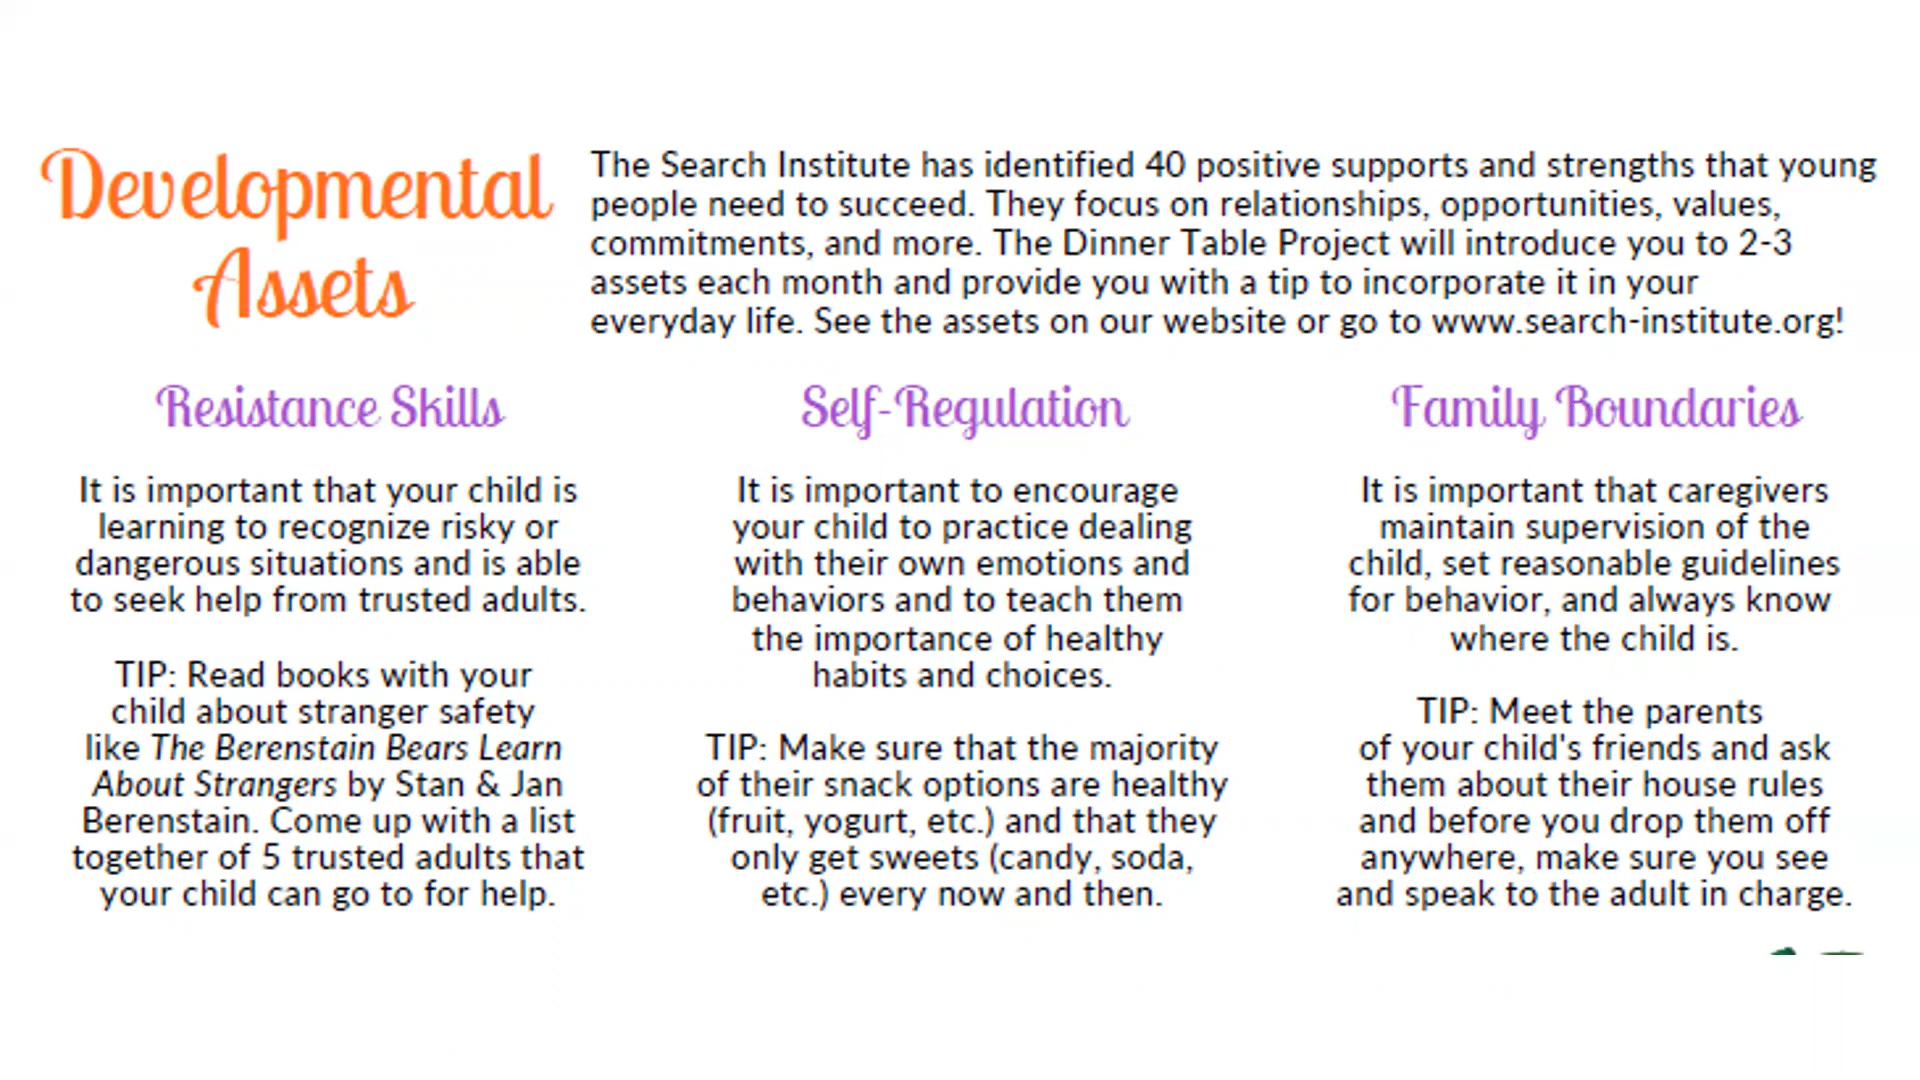 Developmental
Assets
The Search Institute has identified 40 positive supports and strengths that young
people need to succeed. They focus on relationships, opportunities, values,
commitments, and more. The Dinner Table Project will introduce you to 2-3
assets each month and provide you with a tip to incorporate it in your
everyday life. See the assets on our website or go to www.search-institute.org!
Resistance Skills
It is important that your child is
learning to recognize risky or
dangerous situations and is able
to seek help from trusted adults.
TIP: Read books with your
child about stranger safety
like The Berenstain Bears Learn
About Strangers by Stan & Jan
Berenstain. Come up with a list
together of 5 trusted adults that
your child can go to for help.
Self-Regulation
It is important to encourage
your child to practice dealing
with their own emotions and
behaviors and to teach them
the importance of healthy
habits and choices.
TIP: Make sure that the majority
of their snack options are healthy
(fruit, yogurt, etc.) and that they
only get sweets (candy, soda,
etc.) every now and then.
Family Boundaries
It is important that caregivers
maintain supervision of the
child, set reasonable guidelines
for behavior, and always know
where the child is.
TIP: Meet the parents
of your child's friends and ask
them about their house rules
and before you drop them off
anywhere, make sure you see
and speak to the adult in charge.